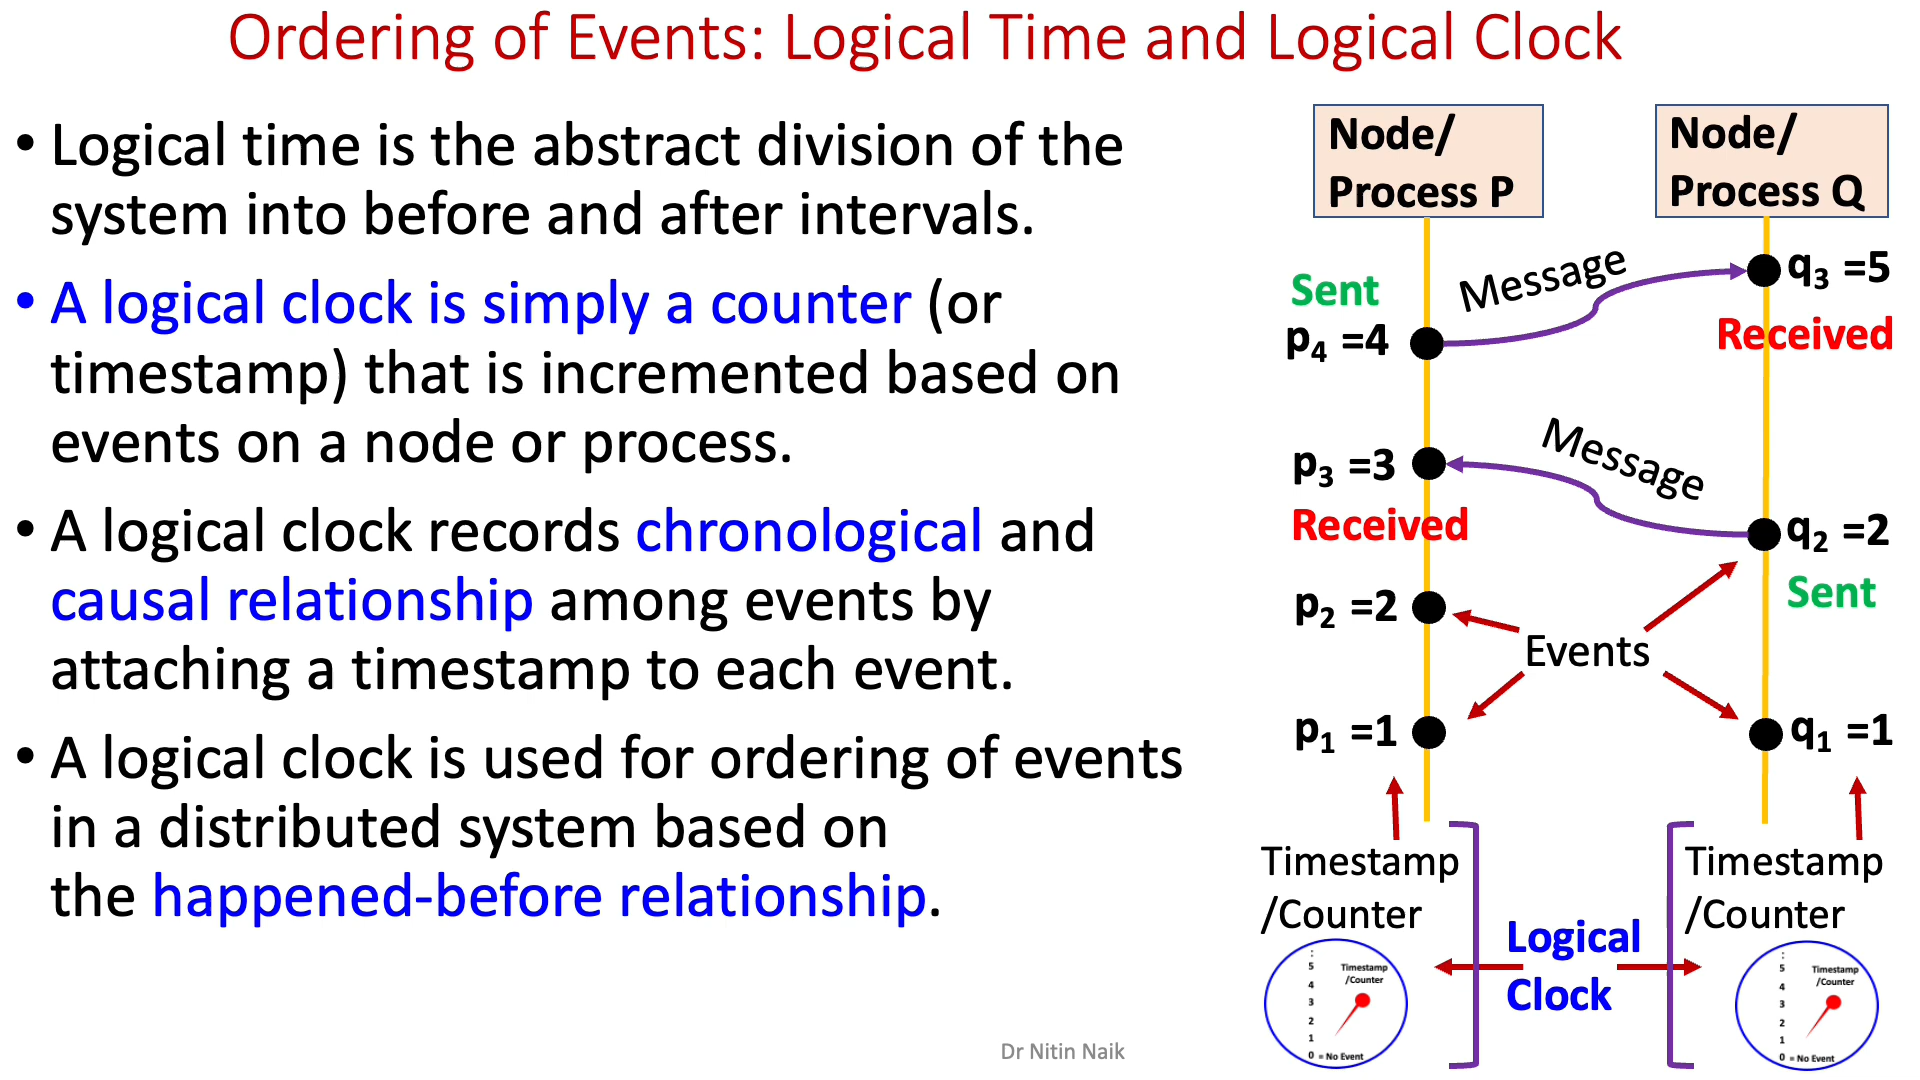 Ordering of Events: Logical Time and Logical Clock
• Logical time is the abstract division of the
system into before and after intervals.
• A logical clock is simply a counter (or
timestamp) that is incremented based on
events on a node or process.
• A logical clock records chronological and
causal relationship among events by
attaching a timestamp to each event.
• A logical clock is used for ordering of events
in a distributed system based on
the happened-before relationship.
Node/
Process P
Node/
Process Q
Sent
Message
q₃ =5
p₄ =4
Received
Message
p₃ =3
Received
q₂ =2
Sent
p₂ =2
Events
p₁ =1
q₁ =1
Timestamp
/Counter
Timestamp
/Counter
Logical
Clock
:
5
4
3
2
1
0 = No Event
Timestamp
/Counter
:
5
4
3
2
1
0 = No Event
Timestamp
/Counter
Dr Nitin Naik